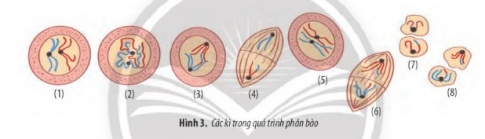 (1) (2) (3) (4) (5) (6) (7) (8)
Hình 3. Các kì trong quá trình phân bào